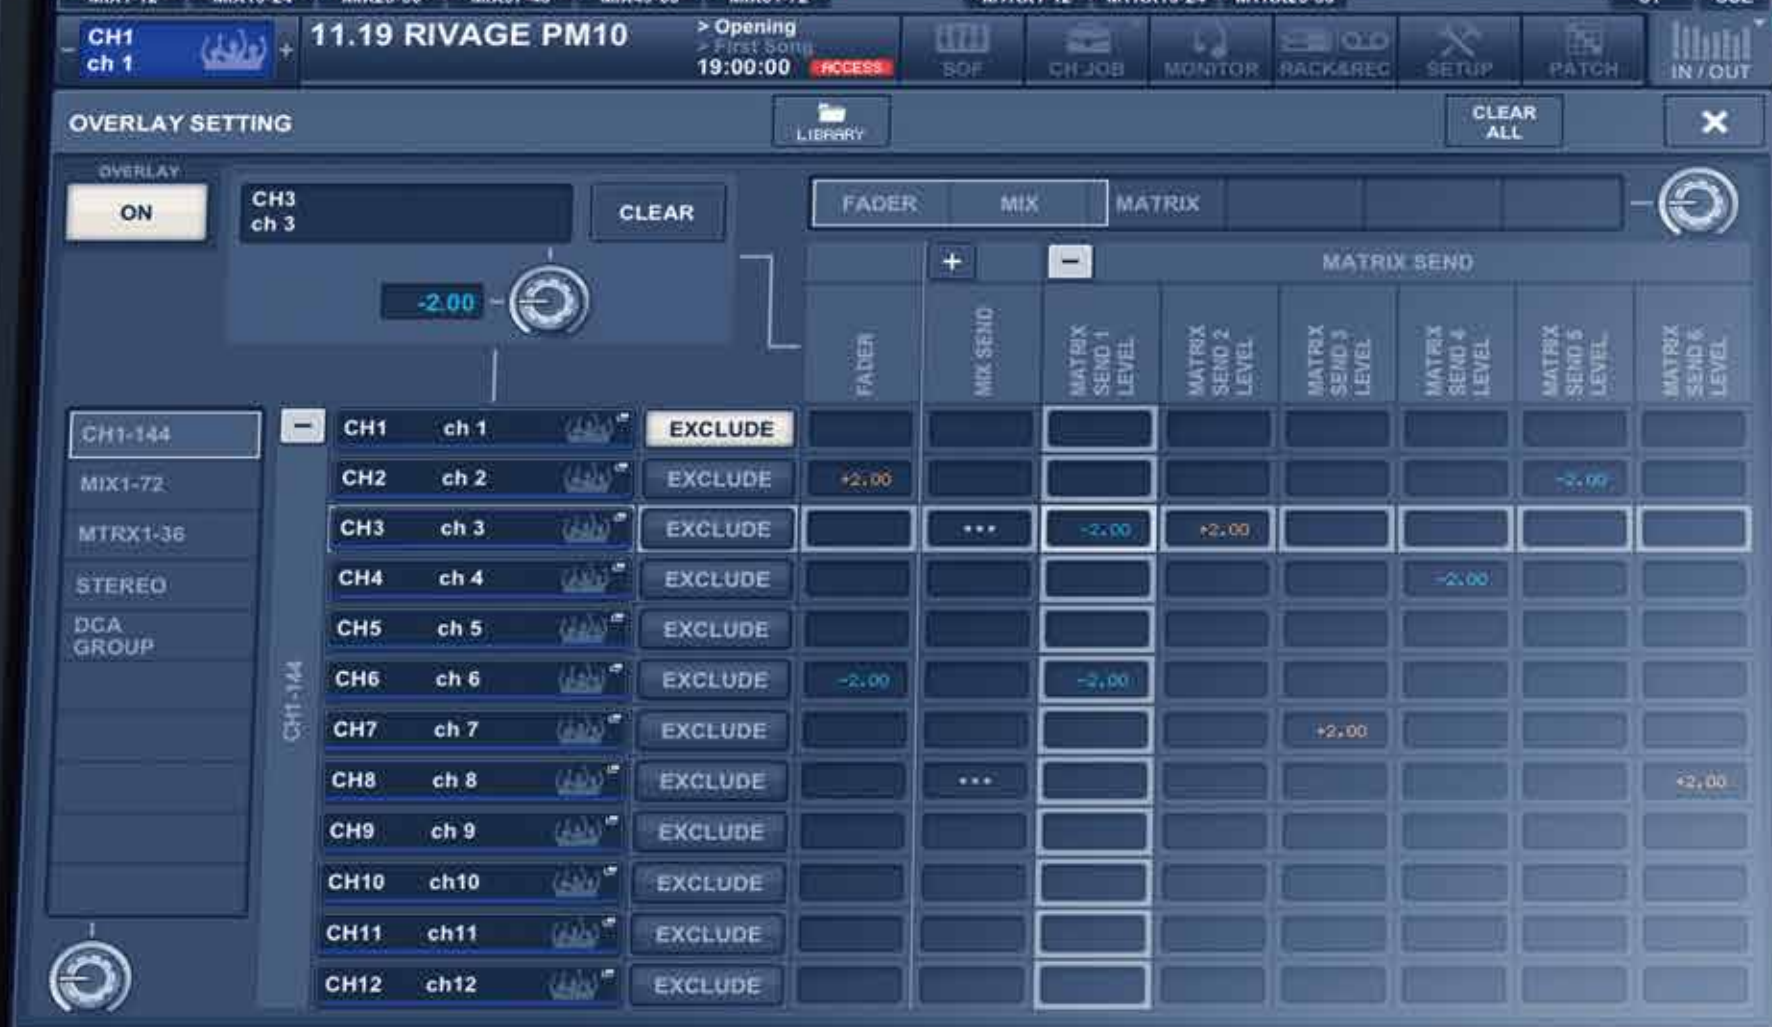 CH1
ch 1
11.19 RIVAGE PM10
> Opening
> First Song
19:00:00 ACCESS
SOF
CH JOB
MONITOR
RACK&REC
SETUP
PATCH
IN / OUT
OVERLAY SETTING
LIBRARY
CLEAR
ALL
OVERLAY
ON
CH3
ch 3
CLEAR
-2.00
FADER MIX MATRIX
+ − MATRIX SEND
FADER
MIX SEND
MATRIX
SEND 1
LEVEL
MATRIX
SEND 2
LEVEL
MATRIX
SEND 3
LEVEL
MATRIX
SEND 4
LEVEL
MATRIX
SEND 5
LEVEL
MATRIX
SEND 6
LEVEL
CH1-144
MIX1-72
MTRX1-36
STEREO
DCA
GROUP
CH1-144
CH1 ch 1 EXCLUDE
CH2 ch 2 EXCLUDE +2.00 -2.00
CH3 ch 3 EXCLUDE ••• -2.00 +2.00
CH4 ch 4 EXCLUDE -2.00
CH5 ch 5 EXCLUDE
CH6 ch 6 EXCLUDE -2.00 -2.00
CH7 ch 7 EXCLUDE +2.00
CH8 ch 8 EXCLUDE ••• +2.00
CH9 ch 9 EXCLUDE
CH10 ch10 EXCLUDE
CH11 ch11 EXCLUDE
CH12 ch12 EXCLUDE